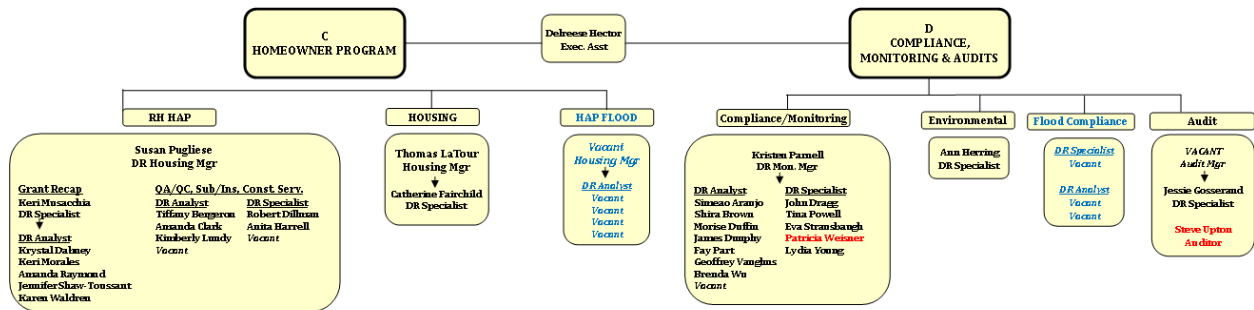 C
HOMEOWNER PROGRAM
Delreese Hector
Exec. Asst
D
COMPLIANCE,
MONITORING & AUDITS
RH HAP
Susan Pugliese
DR Housing Mgr
Grant Recap
Keri Musacchia
DR Specialist
DR Analyst
Krystal Dabney
Keri Morales
Amanda Raymond
Jennifer Shaw-Toussant
Karen Waldren
QA/QC, Sub/Ins, Const. Serv.
DR Analyst
Tiffany Bergeron
Amanda Clark
Kimberly Lundy
Vacant
DR Specialist
Robert Dillman
Anita Harrell
Vacant
HOUSING
Thomas LaTour
Housing Mgr
Catherine Fairchild
DR Specialist
HAP FLOOD
Vacant
Housing Mgr
DR Analyst
Vacant
Vacant
Vacant
Vacant
Compliance/Monitoring
Kristen Parnell
DR Mon. Mgr
DR Analyst
Simeao Araujo
Shira Brown
Morise Duffin
James Dunphy
Fay Part
Geoffrey Vaughns
Brenda Wu
Vacant
DR Specialist
John Dragg
Tina Powell
Eva Stransbaugh
Patricia Weisner
Lydia Young
Environmental
Ann Herring
DR Specialist
Flood Compliance
DR Specialist
Vacant
DR Analyst
Vacant
Vacant
Audit
VACANT
Audit Mgr
Jessie Gosserand
DR Specialist
Steve Upton
Auditor